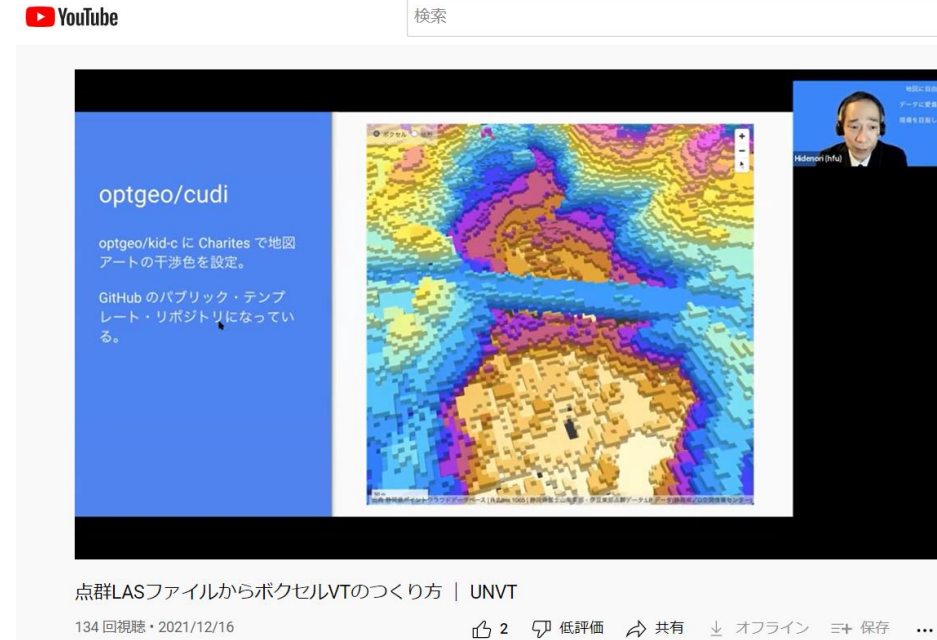 YouTube
検索
optgeo/cudi
optgeo/kid-c に Charites で地図
アートの干渉色を設定。
GitHub のパブリック・テンプ
レート・リポジトリになってい
る。
ボクセル
地図に自由
Hidenori (hfu)
点群LASファイルからボクセルVTのつくり方 │ UNVT
134 回視聴・2021/12/16
2
低評価
共有
オフライン
保存